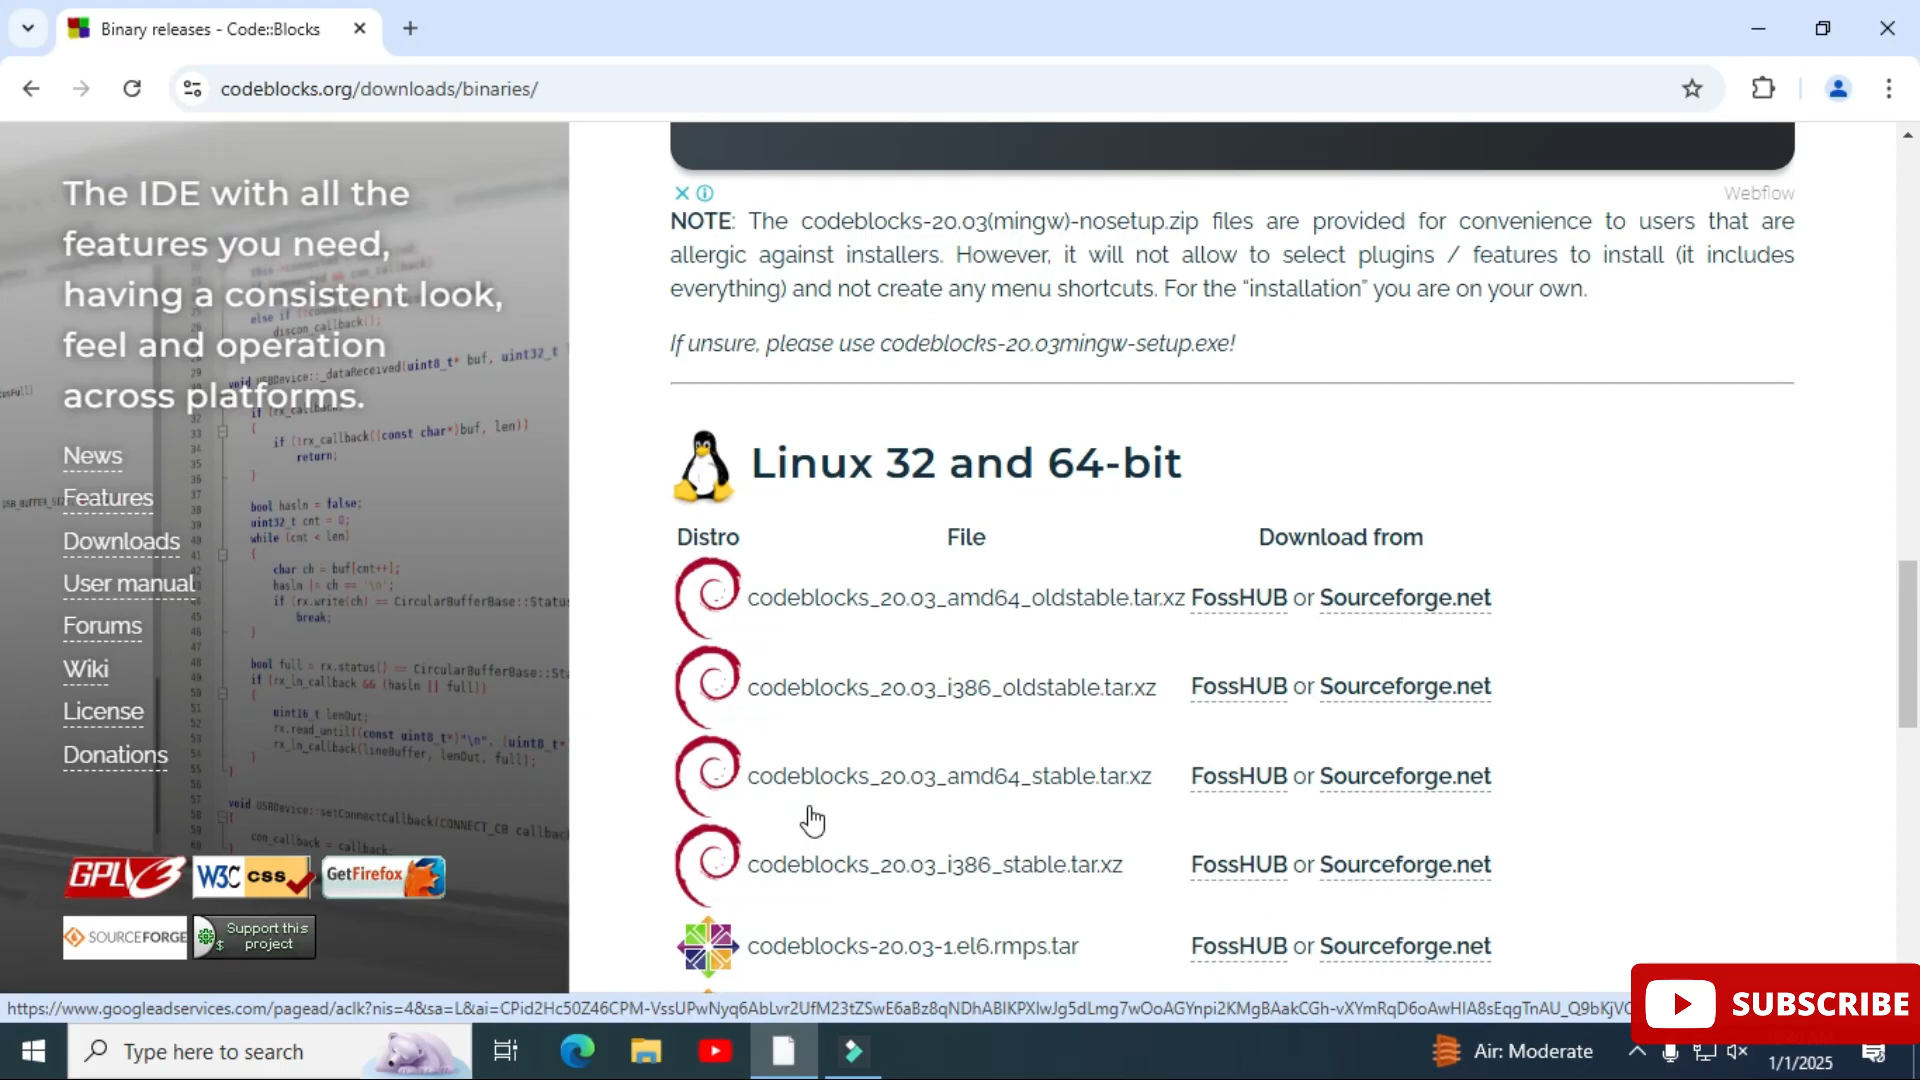 Binary releases - Code::Blocks
codeblocks.org/downloads/binaries/
The IDE with all the
features you need,
having a consistent look,
feel and operation
across platforms.
News
Features
Downloads
User manual
Forums
Wiki
License
Donations
GPLV3
W3C css
GetFirefox
SOURCEFORGE
Support this
project
Webflow
NOTE: The codeblocks-20.03(mingw)-nosetup.zip files are provided for convenience to users that are
allergic against installers. However, it will not allow to select plugins / features to install (it includes
everything) and not create any menu shortcuts. For the “installation” you are on your own.
If unsure, please use codeblocks-20.03mingw-setup.exe!
Linux 32 and 64-bit
Distro File Download from
codeblocks_20.03_amd64_oldstable.tar.xz FossHUB or Sourceforge.net
codeblocks_20.03_i386_oldstable.tar.xz FossHUB or Sourceforge.net
codeblocks_20.03_amd64_stable.tar.xz FossHUB or Sourceforge.net
codeblocks_20.03_i386_stable.tar.xz FossHUB or Sourceforge.net
codeblocks-20.03-1.el6.rmps.tar FossHUB or Sourceforge.net
SUBSCRIBE
Type here to search
Air: Moderate
1/1/2025